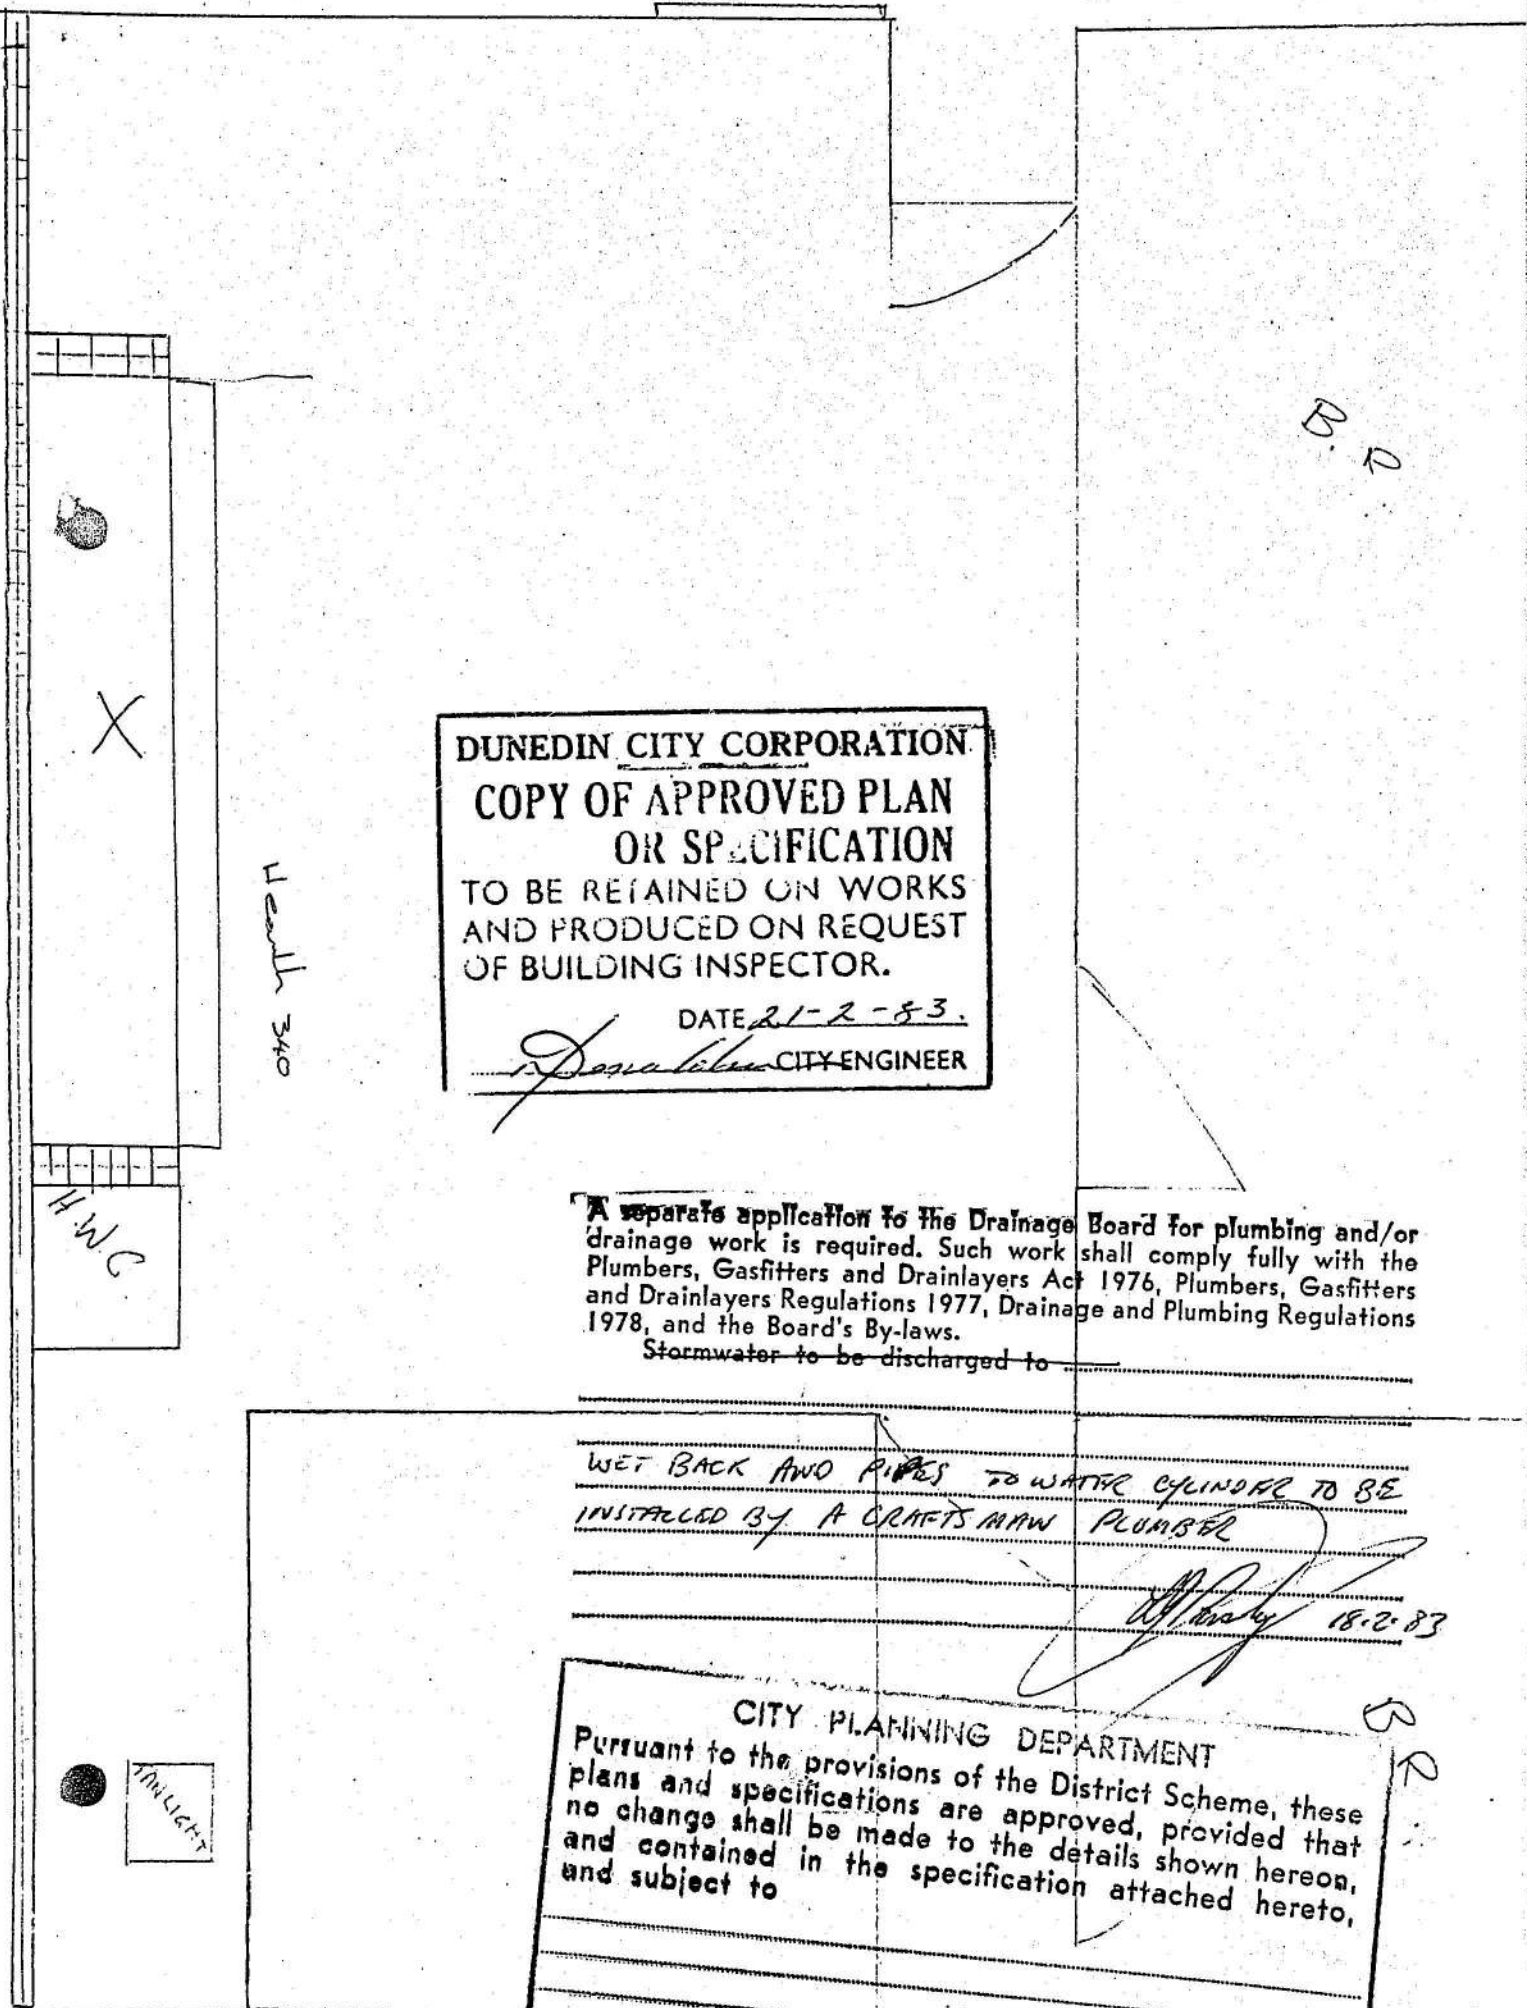 B. R.
X
DUNEDIN CITY CORPORATION
COPY OF APPROVED PLAN
OR SPECIFICATION
TO BE RETAINED ON WORKS
AND PRODUCED ON REQUEST
OF BUILDING INSPECTOR.
DATE 21-2-83.
CITY ENGINEER
Hearth 340
H.W.C
A separate application to the Drainage Board for plumbing and/or
drainage work is required. Such work shall comply fully with the
Plumbers, Gasfitters and Drainlayers Act 1976, Plumbers, Gasfitters
and Drainlayers Regulations 1977, Drainage and Plumbing Regulations
1978, and the Board's By-laws.
Stormwater to be discharged to
WET BACK AND PIPES TO WATER CYLINDER TO BE
INSTALLED BY A CRAFTSMAN PLUMBER
18.2.83
B R.
CITY PLANNING DEPARTMENT
Pursuant to the provisions of the District Scheme, these
plans and specifications are approved, provided that
no change shall be made to the details shown hereon,
and contained in the specification attached hereto,
and subject to